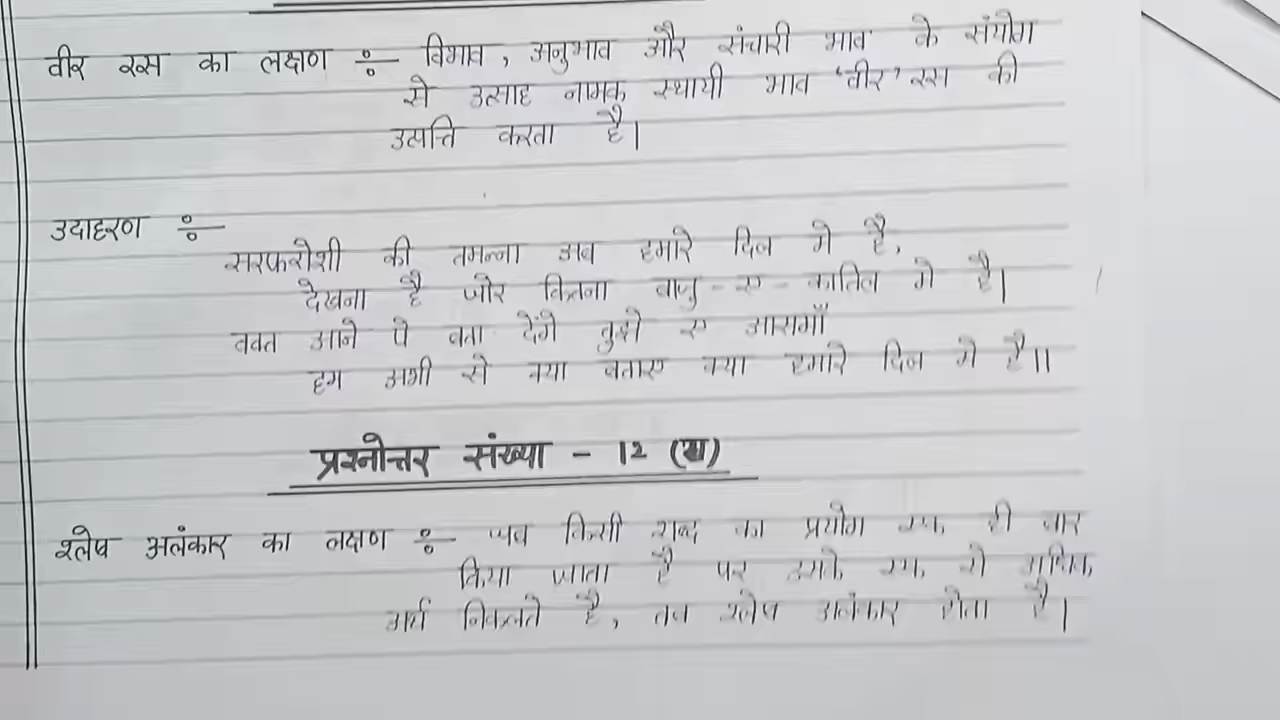 वीर रस का लक्षण ÷ विभाव, अनुभाव और संचारी भाव के संयोग
से उत्साह नामक स्थायी भाव 'वीर' रस की
उत्पत्ति करता है।
उदाहरण ÷
सरफरोशी की तमन्ना अब हमारे दिल मे है,
देखना है जोर कितना बाजु-ए-कातिल मे है।
वक्त आने पे बता देंगे तुझे ए आसमाँ
हम अभी से क्या बताए क्या हमारे दिल मे है।।
प्रश्नोत्तर संख्या - 12 (ख)
श्लेष अलंकार का लक्षण ÷ जब किसी शब्द का प्रयोग एक ही बार
किया जाता है पर उसके एक से अधिक
अर्थ निकलते है, तब श्लेष अलंकार होता है।